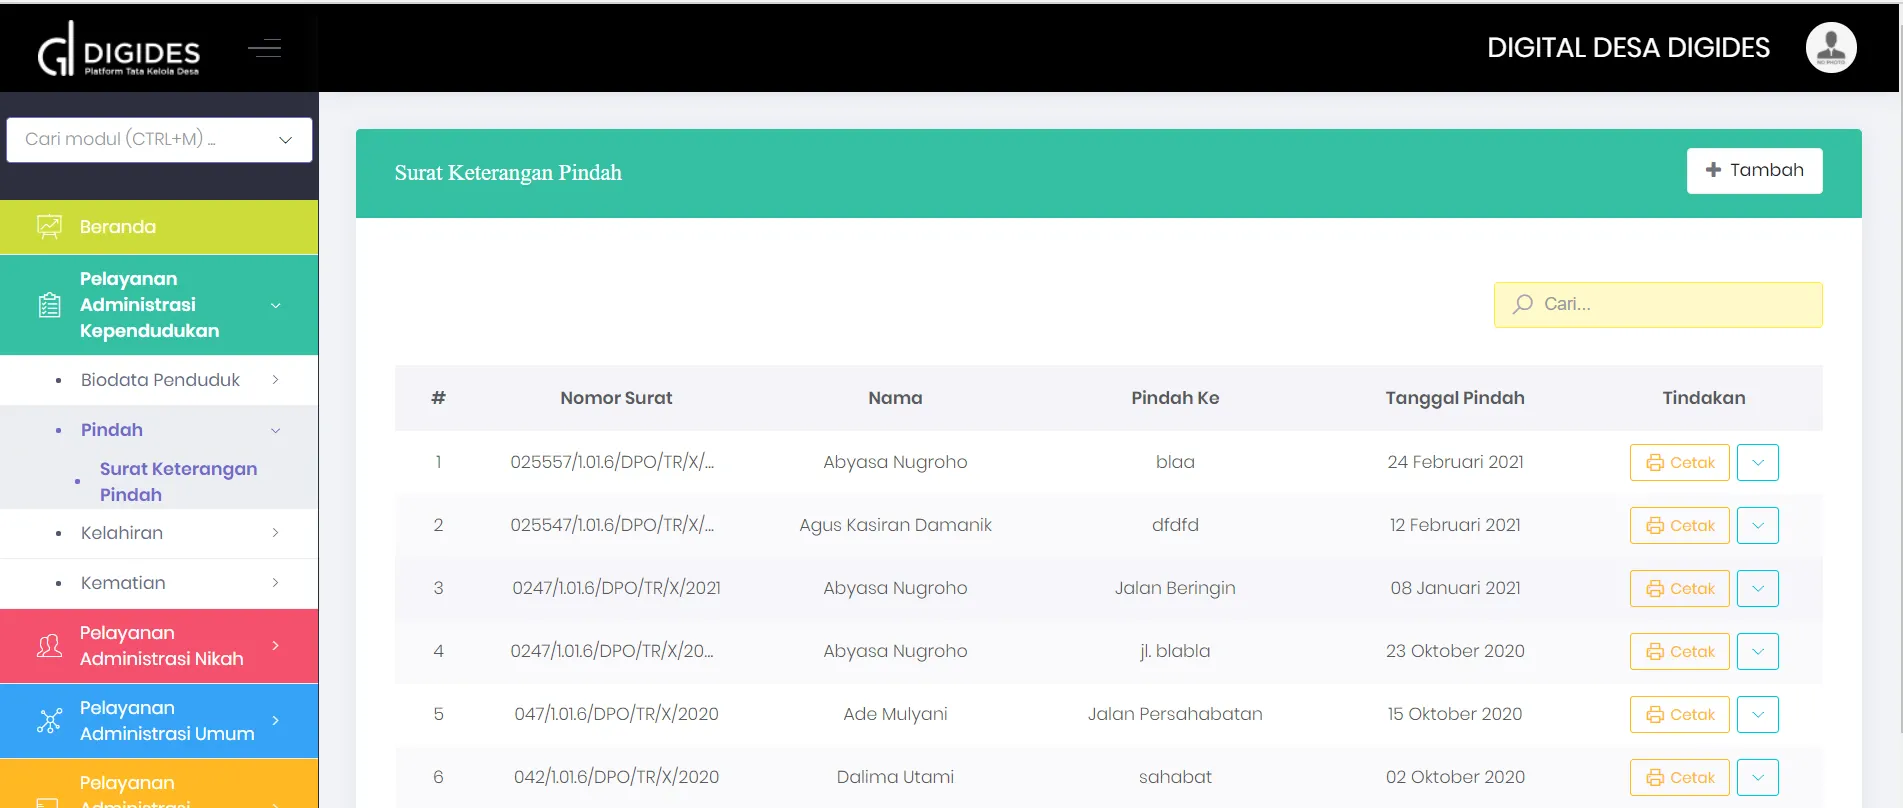 DIGIDES
Platform Tata Kelola Desa
DIGITAL DESA DIGIDES
NO PHOTO
Cari modul (CTRL+M) ...
Beranda
Pelayanan
Administrasi
Kependudukan
Biodata Penduduk
Pindah
Surat Keterangan
Pindah
Kelahiran
Kematian
Pelayanan
Administrasi Nikah
Pelayanan
Administrasi Umum
Pelayanan
Administrasi
Surat Keterangan Pindah
Tambah
Cari...
# Nomor Surat Nama Pindah Ke Tanggal Pindah Tindakan
1 025557/1.01.6/DPO/TR/X/... Abyasa Nugroho blaa 24 Februari 2021 Cetak
2 025547/1.01.6/DPO/TR/X/... Agus Kasiran Damanik dfdfd 12 Februari 2021 Cetak
3 0247/1.01.6/DPO/TR/X/2021 Abyasa Nugroho Jalan Beringin 08 Januari 2021 Cetak
4 0247/1.01.6/DPO/TR/X/20... Abyasa Nugroho jl. blabla 23 Oktober 2020 Cetak
5 047/1.01.6/DPO/TR/X/2020 Ade Mulyani Jalan Persahabatan 15 Oktober 2020 Cetak
6 042/1.01.6/DPO/TR/X/2020 Dalima Utami sahabat 02 Oktober 2020 Cetak